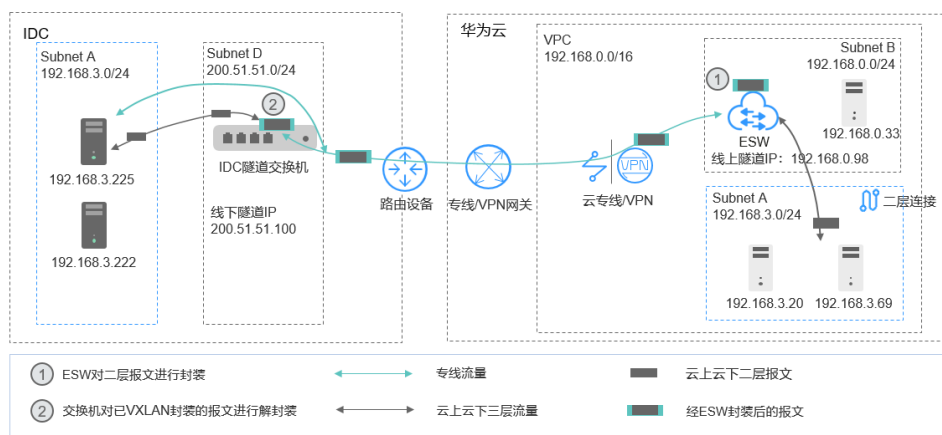 IDC
Subnet A
192.168.3.0/24
192.168.3.225
192.168.3.222
Subnet D
200.51.51.0/24
2
IDC隧道交换机
线下隧道IP
200.51.51.100
路由设备
专线/VPN网关
华为云
VPC
192.168.0.0/16
VPN
云专线/VPN
1
Subnet B
192.168.0.0/24
192.168.0.33
ESW
线上隧道IP：192.168.0.98
Subnet A
192.168.3.0/24
二层连接
192.168.3.20
192.168.3.69
1 ESW对二层报文进行封装
专线流量
云上云下二层报文
2 交换机对已VXLAN封装的报文进行解封装
云上云下三层流量
经ESW封装后的报文